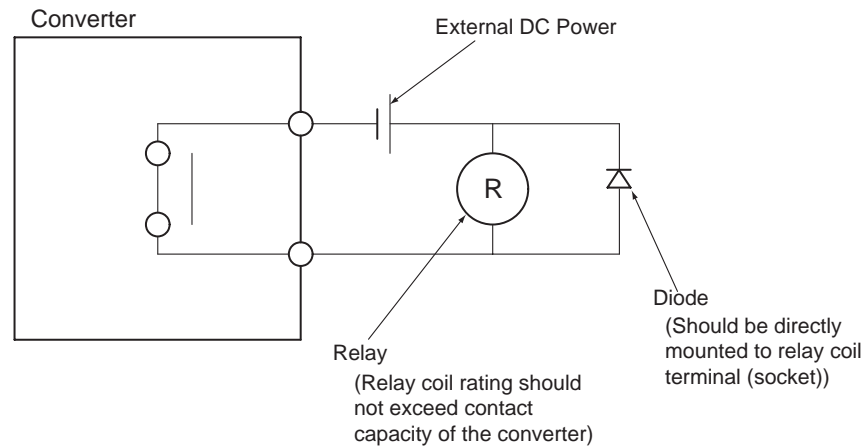 Converter
External DC Power
R
Diode
(Should be directly
mounted to relay coil
terminal (socket))
Relay
(Relay coil rating should
not exceed contact
capacity of the converter)